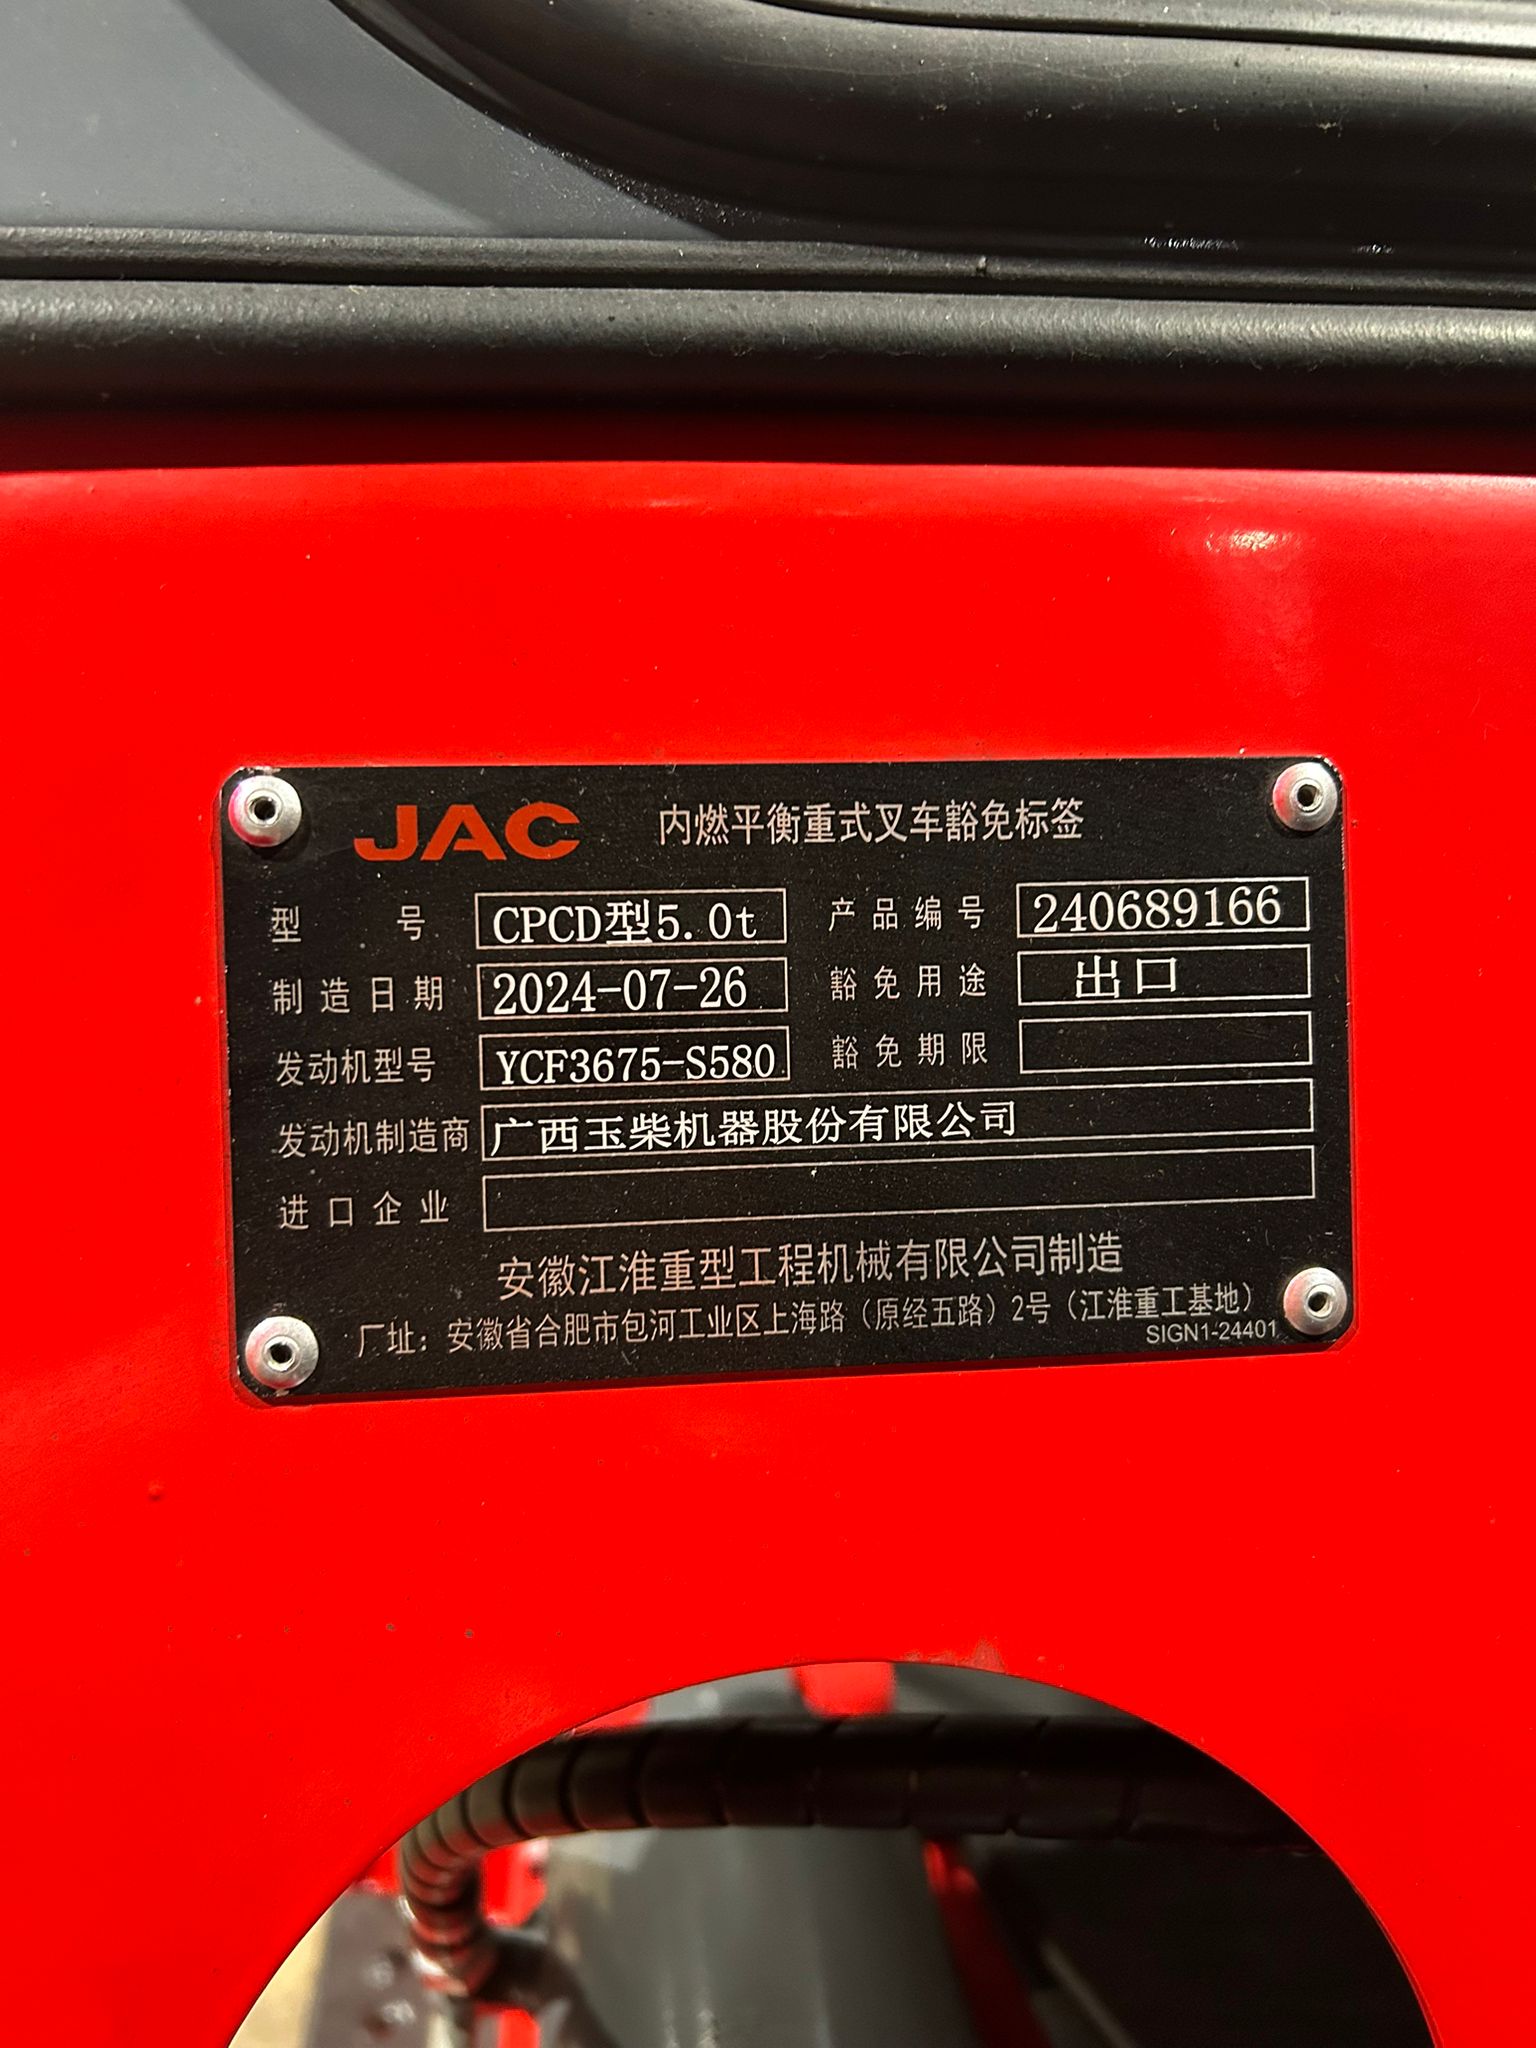 JAC 内燃平衡重式叉车豁免标签
型 号 CPCD型5.0t 产品编号 240689166
制造日期 2024-07-26 豁免用途 出口
发动机型号 YCF3675-S580 豁免期限
发动机制造商 广西玉柴机器股份有限公司
进口企业
安徽江淮重型工程机械有限公司制造
厂址：安徽省合肥市包河工业区上海路（原经五路）2号（江淮重工基地）
SIGN1-24401